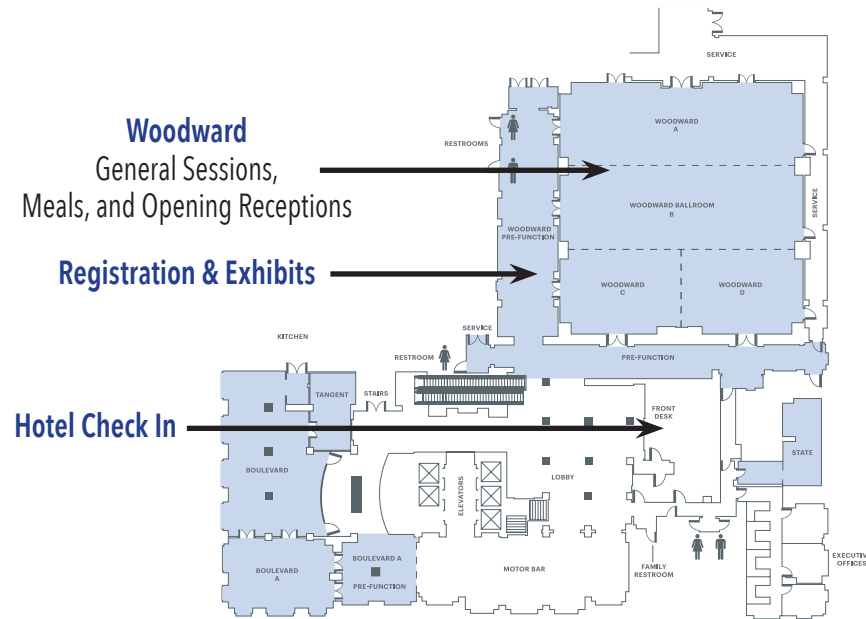 SERVICE
Woodward
General Sessions,
Meals, and Opening Receptions
WOODWARD
A
RESTROOMS
WOODWARD BALLROOM
B
SERVICE
WOODWARD
PRE-FUNCTION
Registration & Exhibits
WOODWARD
C
WOODWARD
D
SERVICE
KITCHEN
RESTROOM
PRE-FUNCTION
TANGENT
STAIRS
Hotel Check In
FRONT
DESK
STATE
BOULEVARD
ELEVATORS
LOBBY
BOULEVARD A
PRE-FUNCTION
BOULEVARD
A
MOTOR BAR
FAMILY
RESTROOM
EXECUTIVE
OFFICES